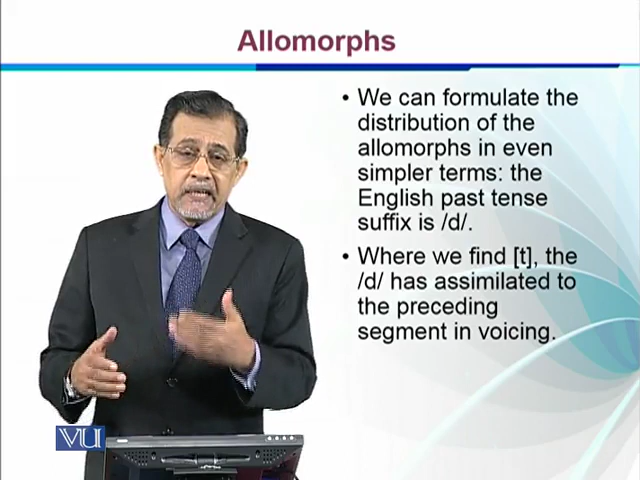 Allomorphs
• We can formulate the
distribution of the
allomorphs in even
simpler terms: the
English past tense
suffix is /d/.
• Where we find [t], the
/d/ has assimilated to
the preceding
segment in voicing.
VU